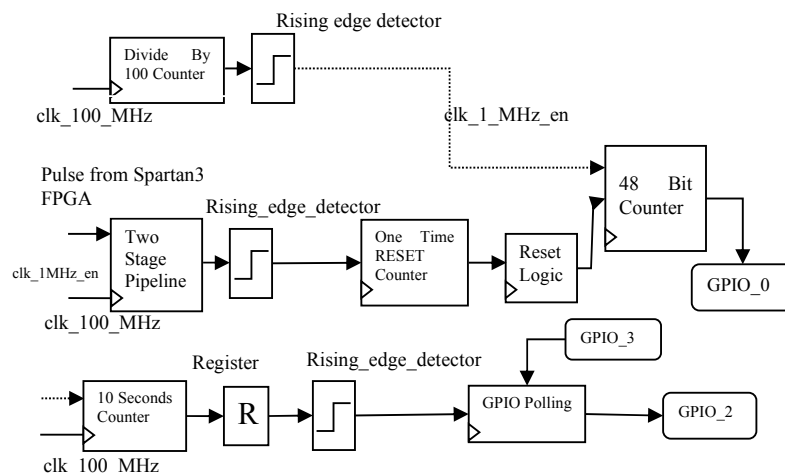 Rising edge detector
Divide By
100 Counter
clk_100_MHz
clk_1_MHz_en
Pulse from Spartan3
FPGA
Rising_edge_detector
48 Bit
Counter
Two
Stage
Pipeline
One Time
RESET
Counter
Reset
Logic
clk_1MHz_en
clk_100_MHz
GPIO_0
GPIO_3
Register
Rising_edge_detector
10 Seconds
Counter
R
GPIO Polling
GPIO_2
clk_100_MHz